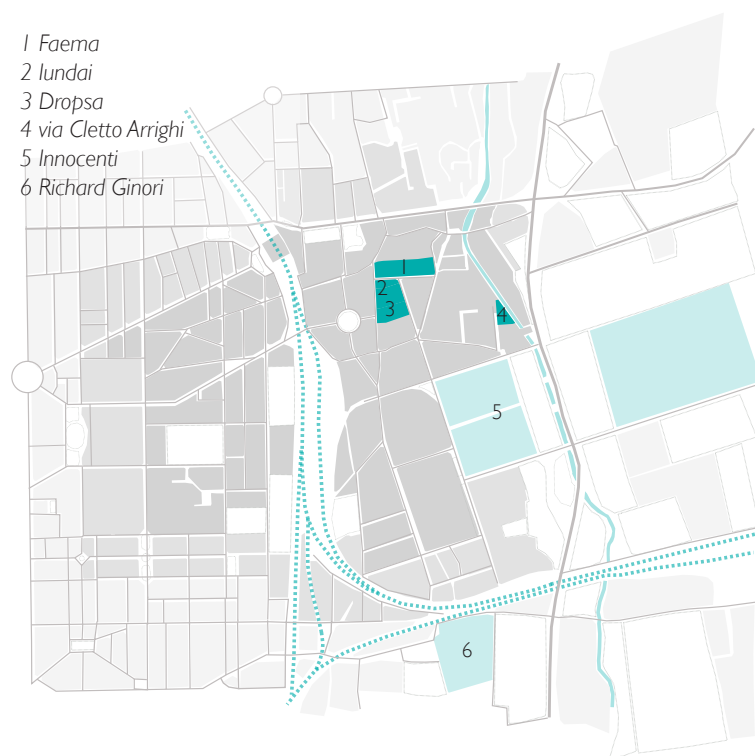 1 Faema
2 Iundai
3 Dropsa
4 via Cletto Arrighi
5 Innocenti
6 Richard Ginori
1
2
3
4
5
6